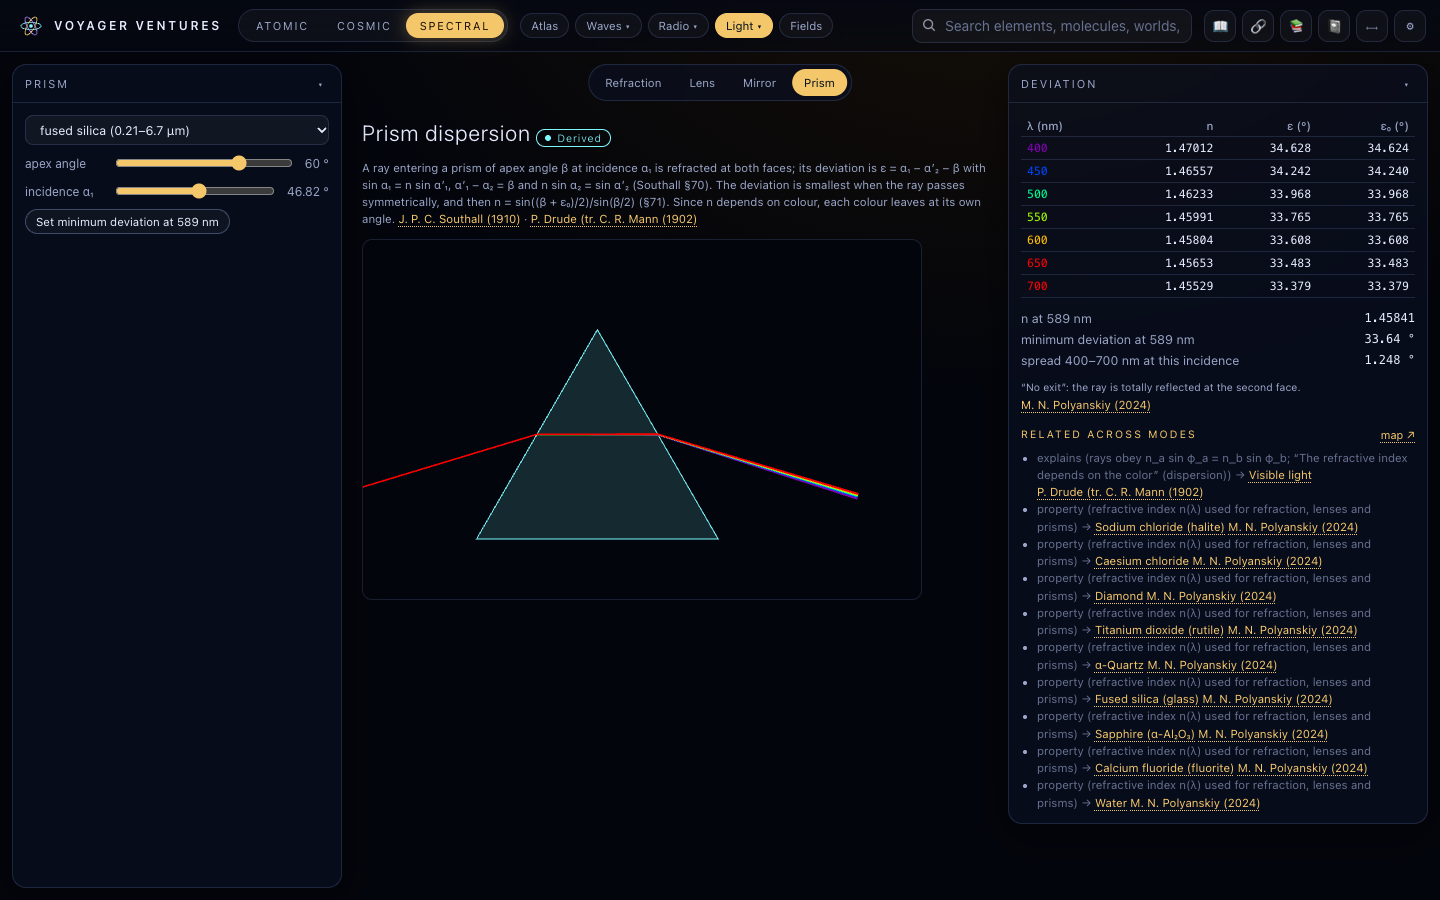 VOYAGER VENTURES
ATOMIC COSMIC SPECTRAL
Atlas Waves ▾ Radio ▾ Light ▾ Fields
Search elements, molecules, worlds,
PRISM
fused silica (0.21–6.7 µm)
apex angle 60 °
incidence α₁ 46.82 °
Set minimum deviation at 589 nm
Refraction Lens Mirror Prism
Prism dispersion Derived
A ray entering a prism of apex angle β at incidence α₁ is refracted at both faces; its deviation is ε = α₁ − α′₂ − β with
sin α₁ = n sin α′₁, α′₁ − α₂ = β and n sin α₂ = sin α′₂ (Southall §70). The deviation is smallest when the ray passes
symmetrically, and then n = sin((β + ε₀)/2)/sin(β/2) (§71). Since n depends on colour, each colour leaves at its own
angle. J. P. C. Southall (1910) · P. Drude (tr. C. R. Mann (1902)
DEVIATION
λ (nm) n ε (°) ε₀ (°)
400 1.47012 34.628 34.624
450 1.46557 34.242 34.240
500 1.46233 33.968 33.968
550 1.45991 33.765 33.765
600 1.45804 33.608 33.608
650 1.45653 33.483 33.483
700 1.45529 33.379 33.379
n at 589 nm 1.45841
minimum deviation at 589 nm 33.64 °
spread 400–700 nm at this incidence 1.248 °
“No exit”: the ray is totally reflected at the second face.
M. N. Polyanskiy (2024)
RELATED ACROSS MODES map ↗
explains (rays obey n_a sin ϕ_a = n_b sin ϕ_b; “The refractive index
depends on the color” (dispersion)) → Visible light
P. Drude (tr. C. R. Mann (1902)
property (refractive index n(λ) used for refraction, lenses and
prisms) → Sodium chloride (halite) M. N. Polyanskiy (2024)
property (refractive index n(λ) used for refraction, lenses and
prisms) → Caesium chloride M. N. Polyanskiy (2024)
property (refractive index n(λ) used for refraction, lenses and
prisms) → Diamond M. N. Polyanskiy (2024)
property (refractive index n(λ) used for refraction, lenses and
prisms) → Titanium dioxide (rutile) M. N. Polyanskiy (2024)
property (refractive index n(λ) used for refraction, lenses and
prisms) → α-Quartz M. N. Polyanskiy (2024)
property (refractive index n(λ) used for refraction, lenses and
prisms) → Fused silica (glass) M. N. Polyanskiy (2024)
property (refractive index n(λ) used for refraction, lenses and
prisms) → Sapphire (α-Al₂O₃) M. N. Polyanskiy (2024)
property (refractive index n(λ) used for refraction, lenses and
prisms) → Calcium fluoride (fluorite) M. N. Polyanskiy (2024)
property (refractive index n(λ) used for refraction, lenses and
prisms) → Water M. N. Polyanskiy (2024)